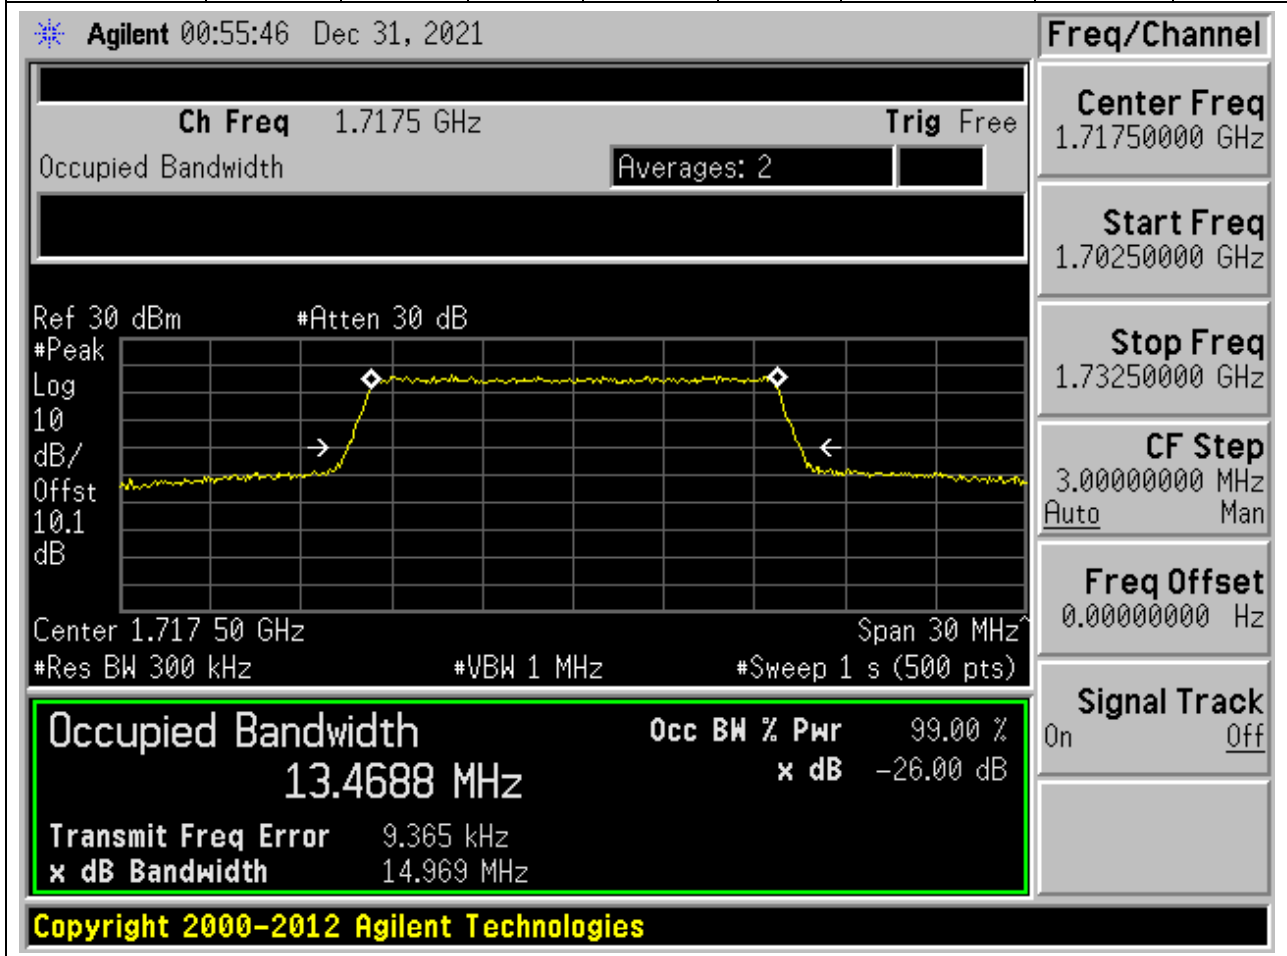 Agilent 00:55:46 Dec 31, 2021
Freq/Channel
Ch Freq 1.7175 GHz Trig Free
Occupied Bandwidth Averages: 2
Center Freq
1.71750000 GHz
Start Freq
1.70250000 GHz
Stop Freq
1.73250000 GHz
CF Step
3.00000000 MHz
Auto Man
Freq Offset
0.00000000 Hz
Signal Track
On Off
Ref 30 dBm #Atten 30 dB
#Peak
Log
10
dB/
Offst
10.1
dB
Center 1.717 50 GHz Span 30 MHz^
#Res BW 300 kHz #VBW 1 MHz #Sweep 1 s (500 pts)
Occupied Bandwidth Occ BW % Pwr 99.00 %
13.4688 MHz x dB -26.00 dB
Transmit Freq Error 9.365 kHz
x dB Bandwidth 14.969 MHz
Copyright 2000-2012 Agilent Technologies